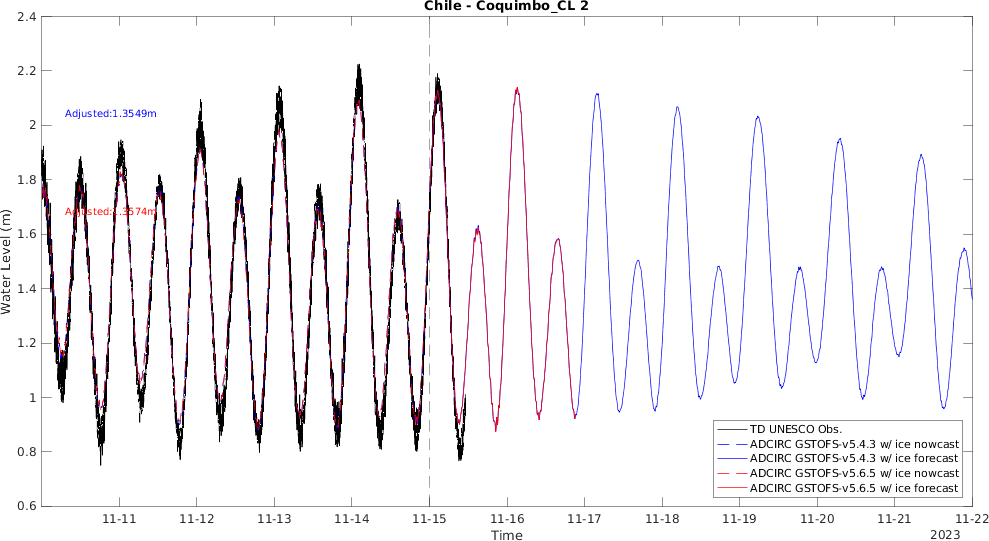 Chile - Coquimbo_CL 2
2.4
2.2
2
1.8
1.6
1.4
1.2
1
0.8
0.6
Water Level (m)
Adjusted:1.3549m
Adjusted:1.3574m
TD UNESCO Obs.
ADCIRC GSTOFS-v5.4.3 w/ ice nowcast
ADCIRC GSTOFS-v5.4.3 w/ ice forecast
ADCIRC GSTOFS-v5.6.5 w/ ice nowcast
ADCIRC GSTOFS-v5.6.5 w/ ice forecast
11-11
11-12
11-13
11-14
11-15
11-16
11-17
11-18
11-19
11-20
11-21
11-22
Time
2023